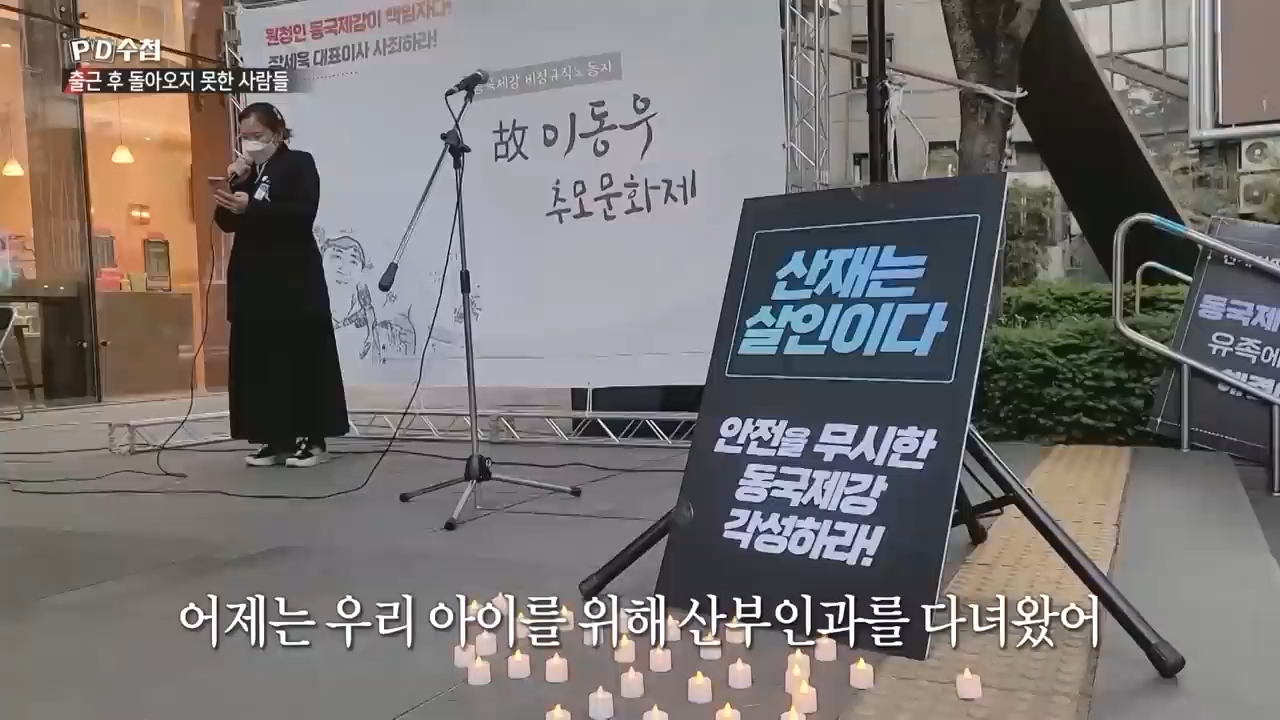 PD수첩
출근 후 돌아오지 못한 사람들
원청인 동국제강이 책임자다!
장세욱 대표이사 사죄하라!
동국제강 비정규직노동자
故 이동우
추모문화제
산재는
살인이다
안전을 무시한
동국제강
각성하라!
동국제
유족에
어제는 우리 아이를 위해 산부인과를 다녀왔어